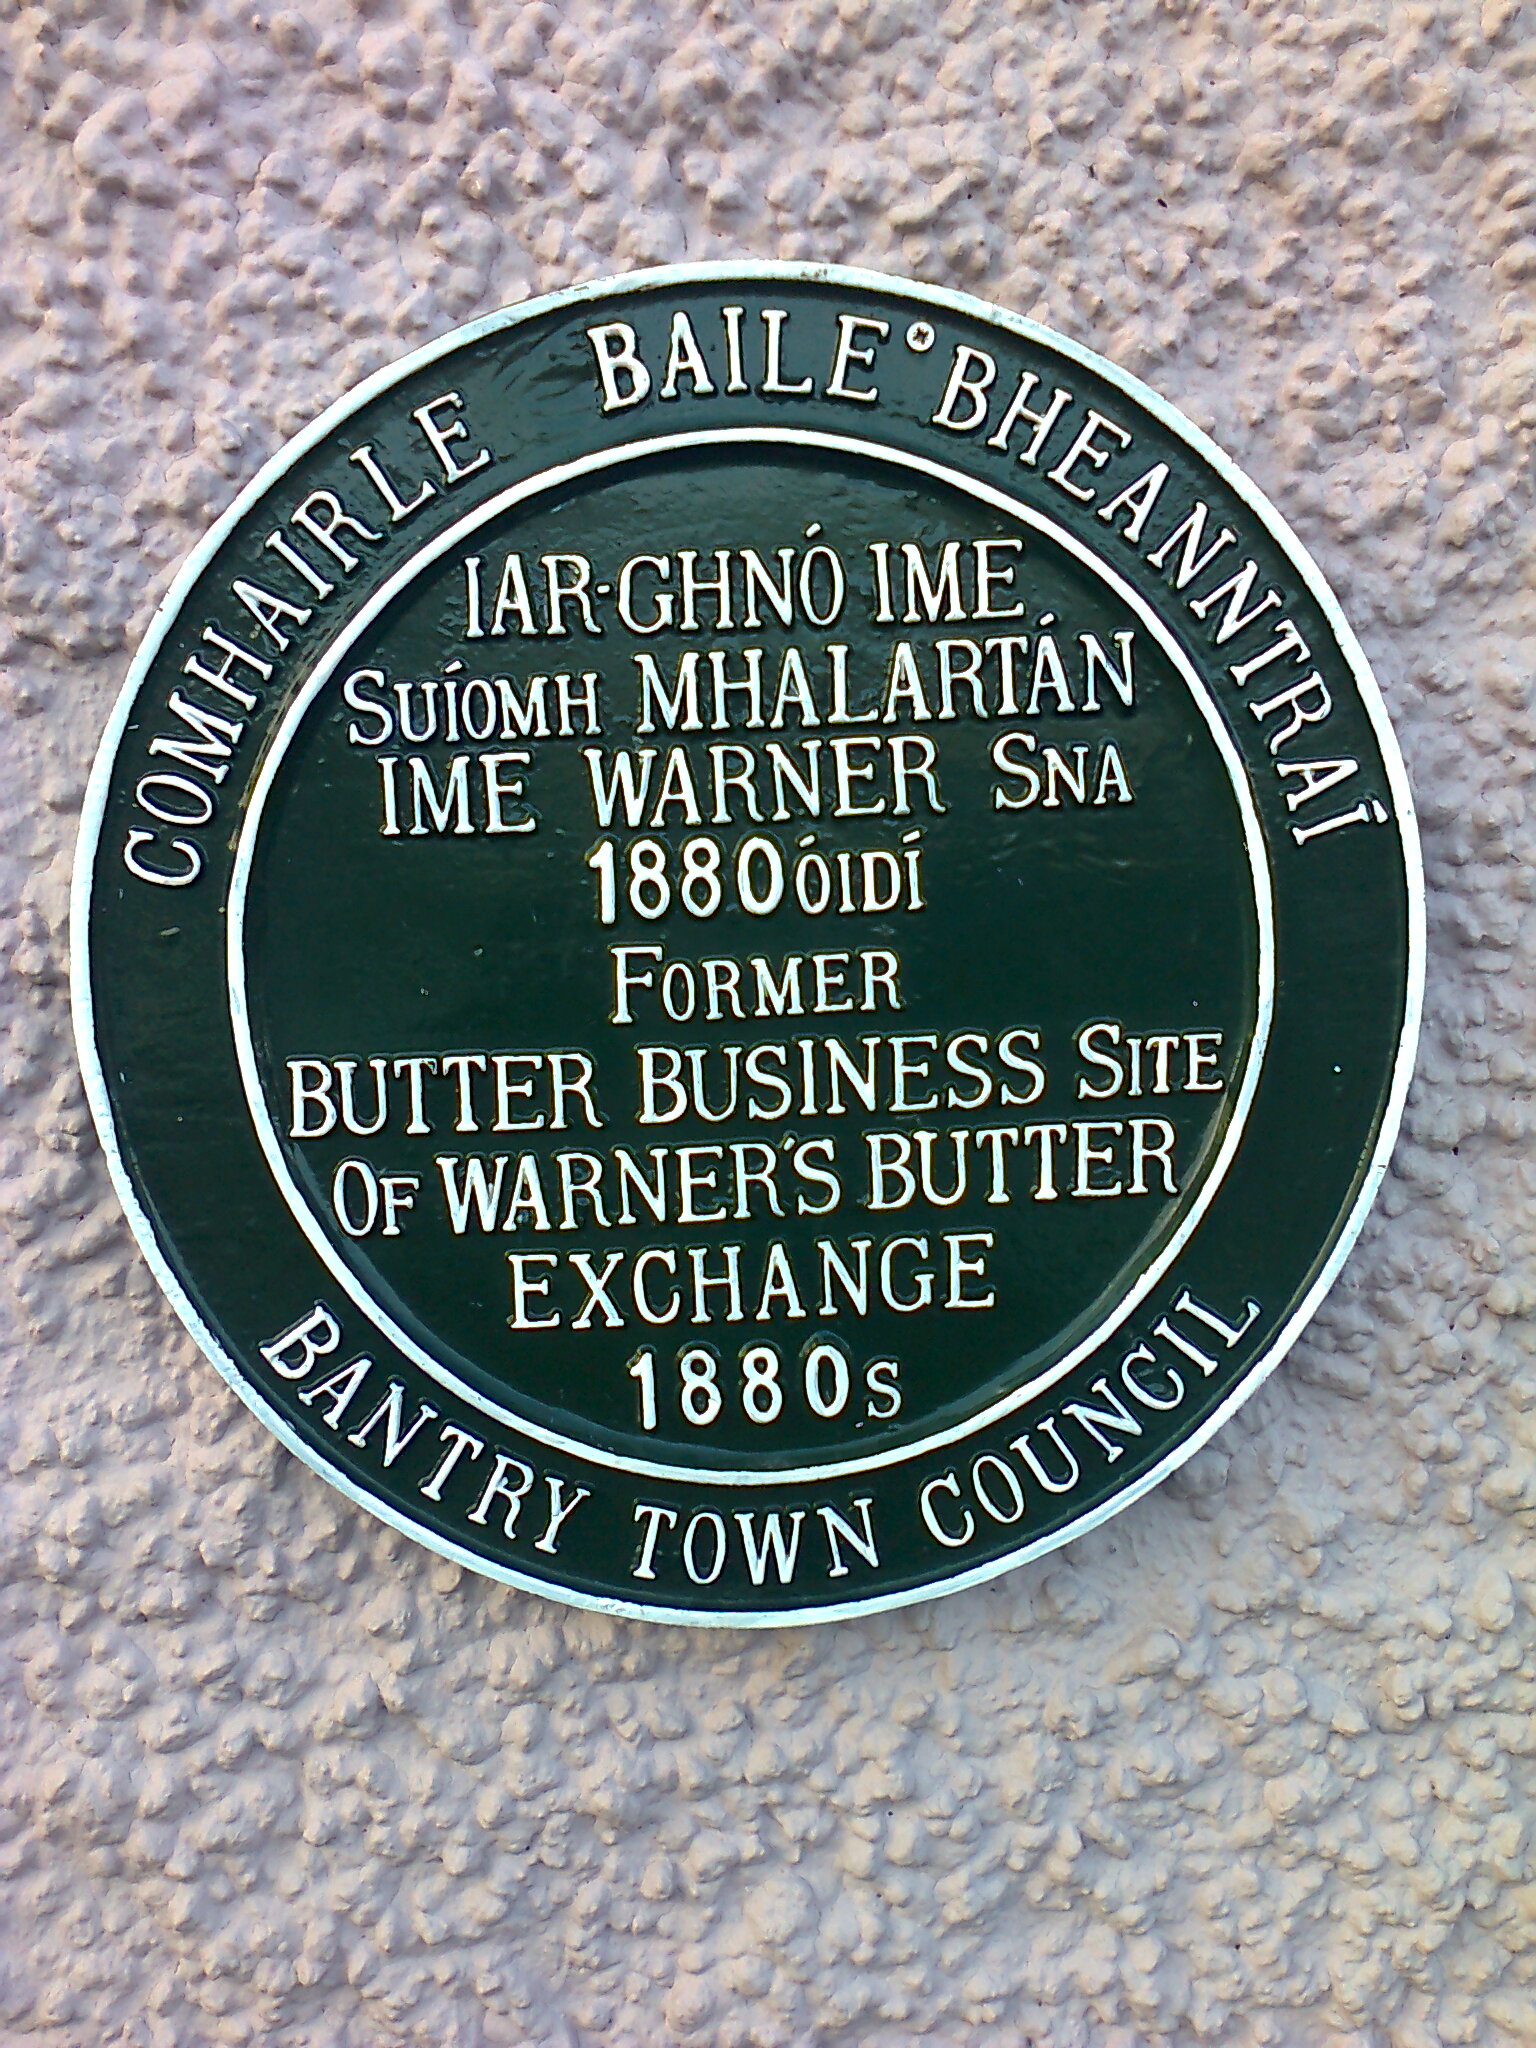 COMHAIRLE BAILE BHEANNTRAÍ
IAR-GHNÓ IME
SUÍOMH MHALARTÁN
IME WARNER SNA
1880ÓIDÍ
FORMER
BUTTER BUSINESS SITE
OF WARNER'S BUTTER
EXCHANGE
1880S
BANTRY TOWN COUNCIL